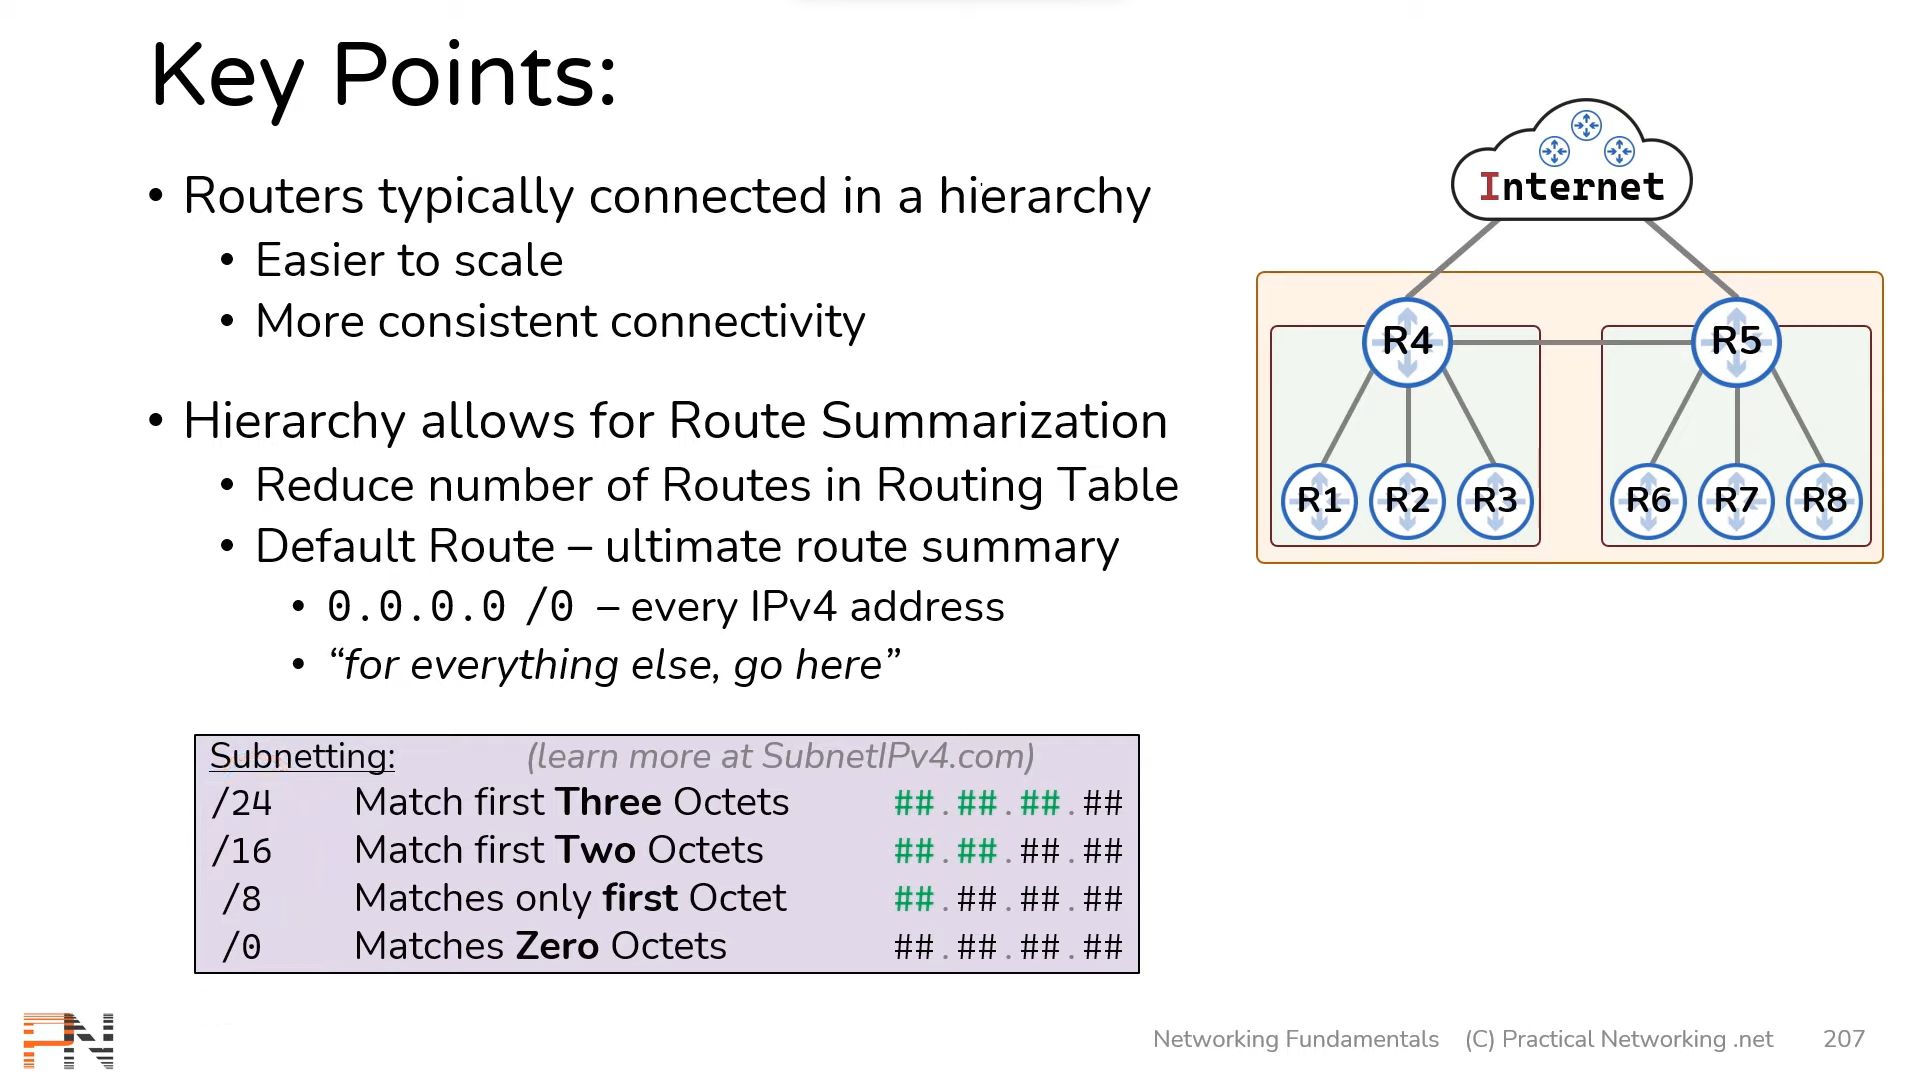 Key Points:
• Routers typically connected in a hierarchy
• Easier to scale
• More consistent connectivity
• Hierarchy allows for Route Summarization
• Reduce number of Routes in Routing Table
• Default Route – ultimate route summary
• 0.0.0.0 /0 – every IPv4 address
• “for everything else, go here”
Subnetting: (learn more at SubnetIPv4.com)
/24 Match first Three Octets ##.##.##.##
/16 Match first Two Octets ##.##.##.##
/8 Matches only first Octet ##.##.##.##
/0 Matches Zero Octets ##.##.##.##
Internet
R4 R5
R1 R2 R3 R6 R7 R8
PN
Networking Fundamentals (C) Practical Networking .net 207